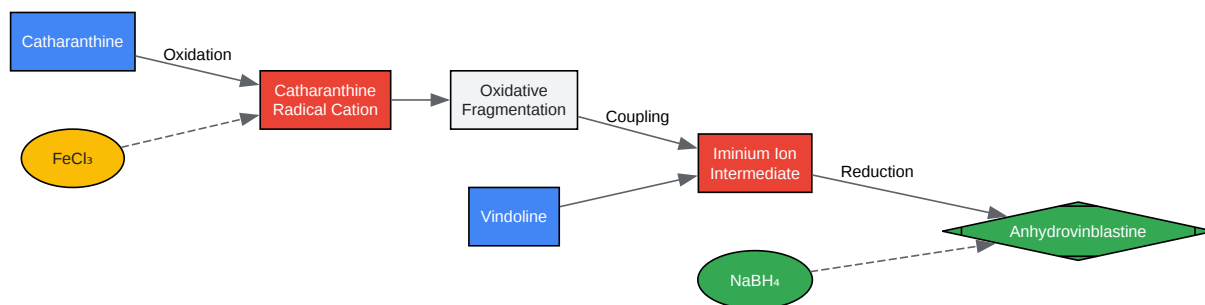 Catharanthine
Oxidation
Catharanthine
Radical Cation
FeCl₃
Oxidative
Fragmentation
Coupling
Vindoline
Iminium Ion
Intermediate
Reduction
NaBH₄
Anhydrovinblastine